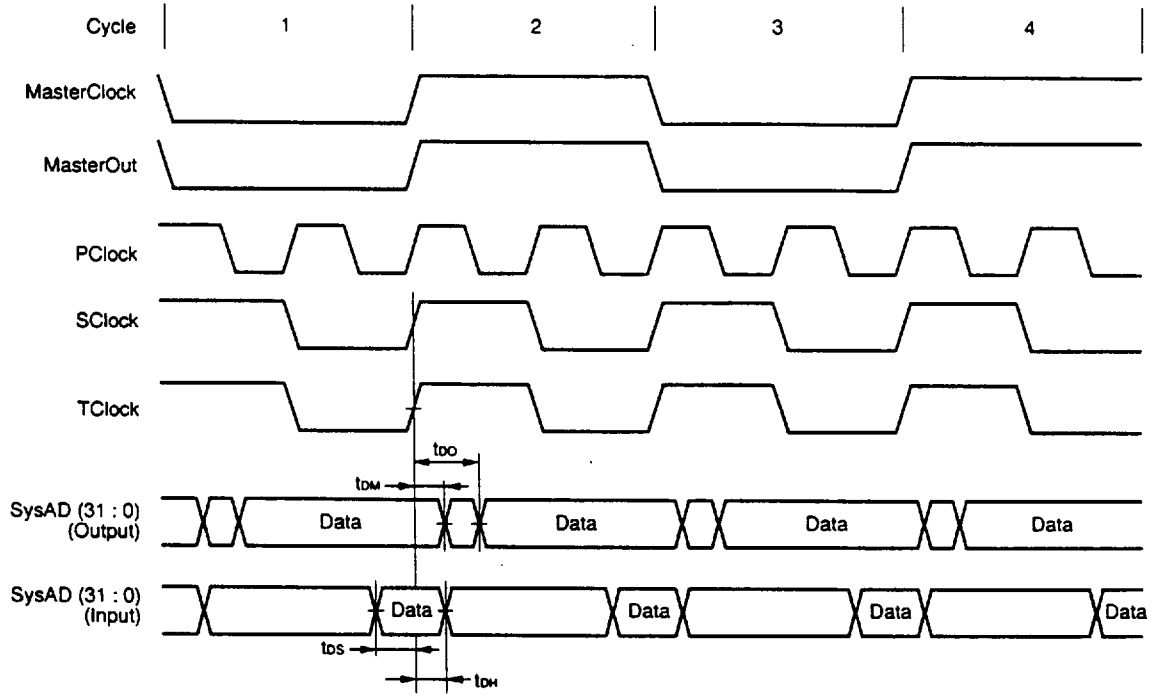 Cycle 1 2 3 4
MasterClock
MasterOut
PClock
SClock
TClock
tDO
tDM
SysAD (31 : 0)
(Output)
Data Data Data Data
SysAD (31 : 0)
(Input)
Data Data Data Data
tDS
tDH